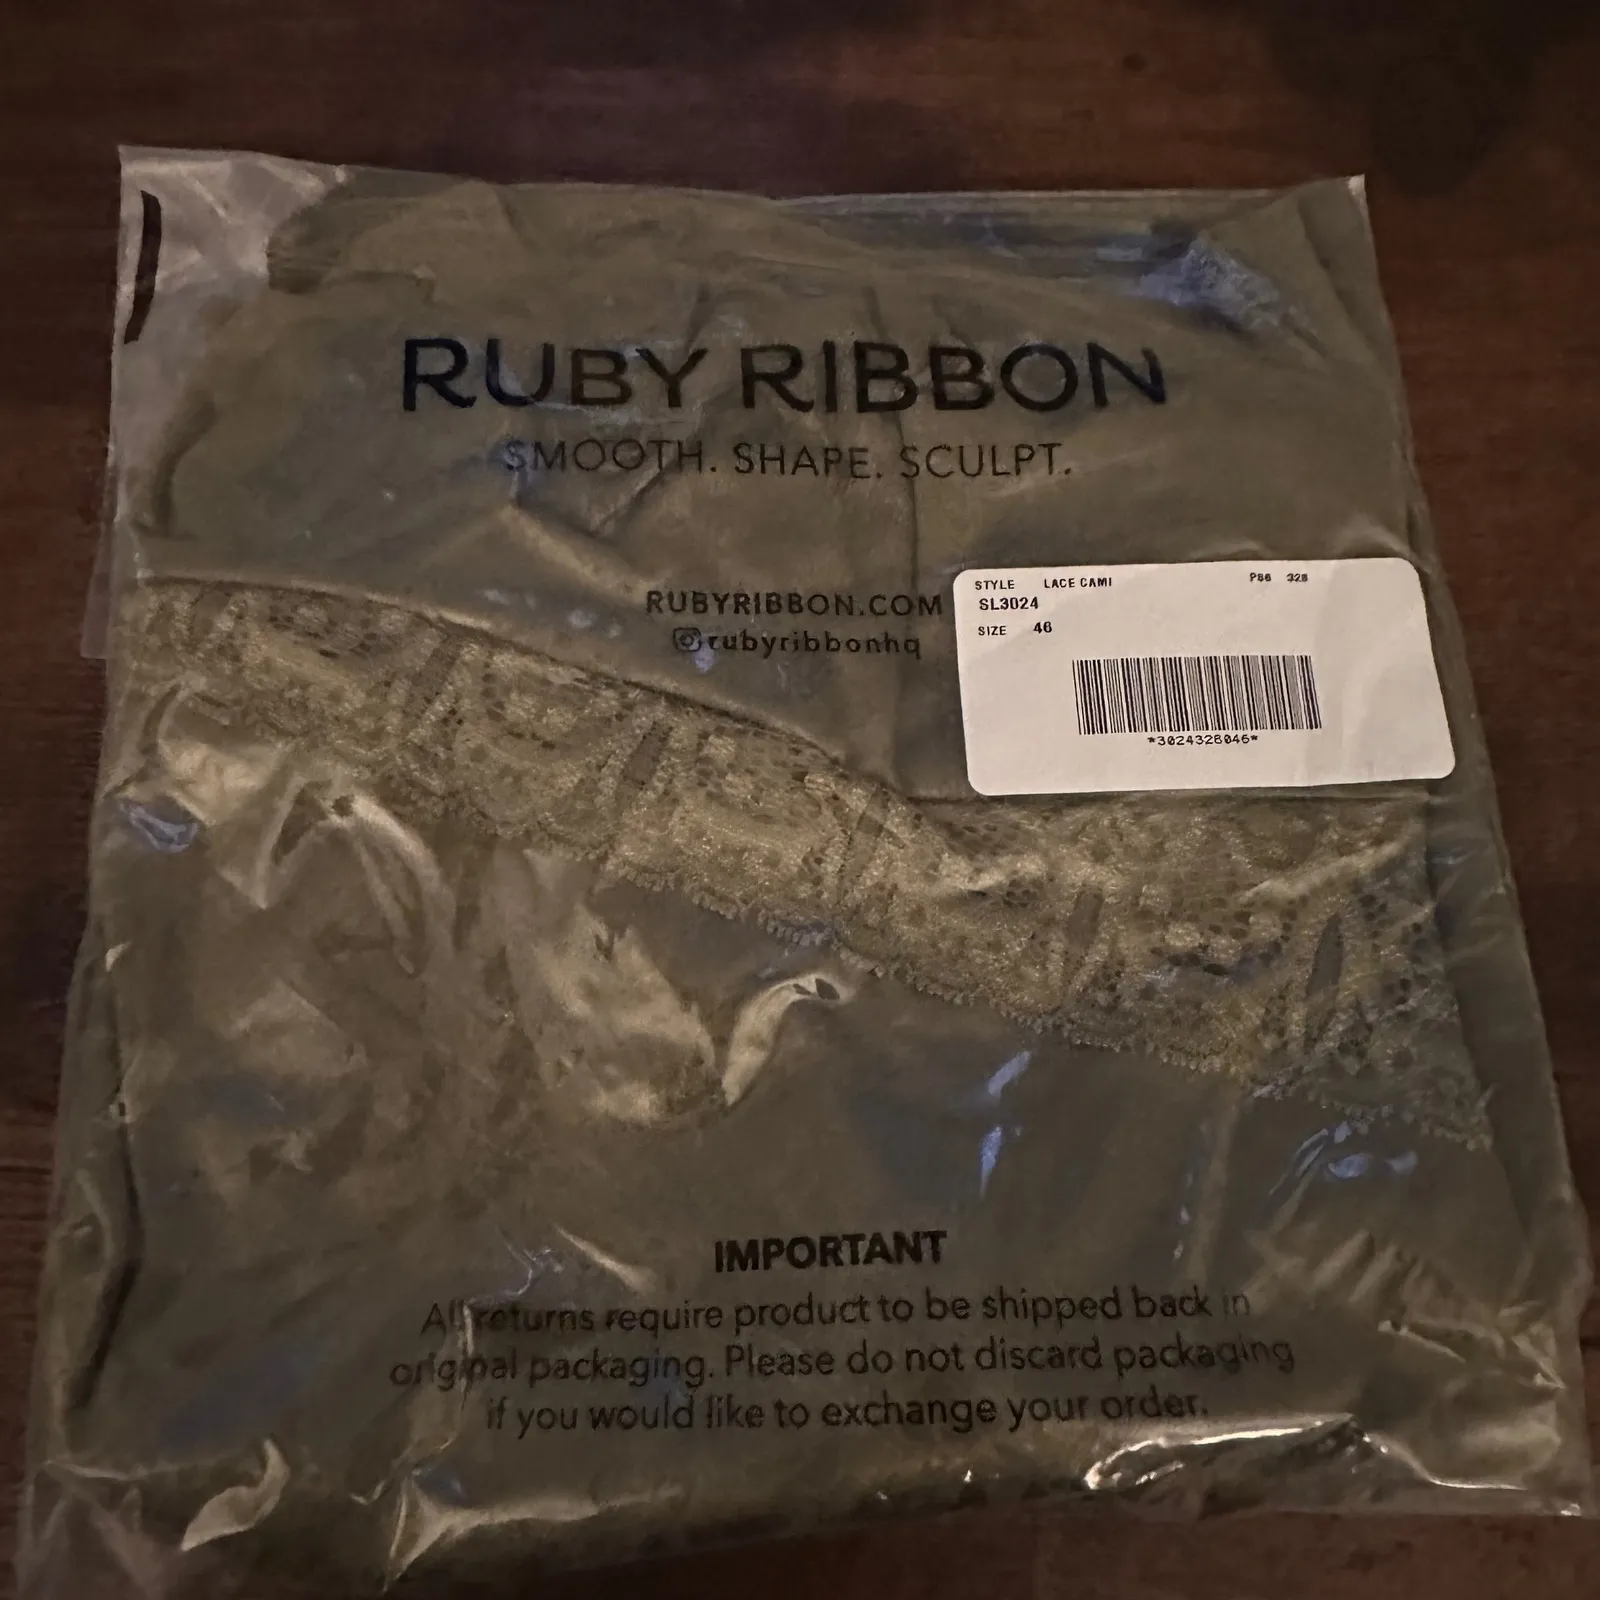 RUBY RIBBON
SMOOTH. SHAPE. SCULPT.
RUBYRIBBON.COM
rubyribbonhq
STYLE LACE CAMI P86 328
SL3024
SIZE 46
*3024328046*
IMPORTANT
All returns require product to be shipped back in
original packaging. Please do not discard packaging
if you would like to exchange your order.